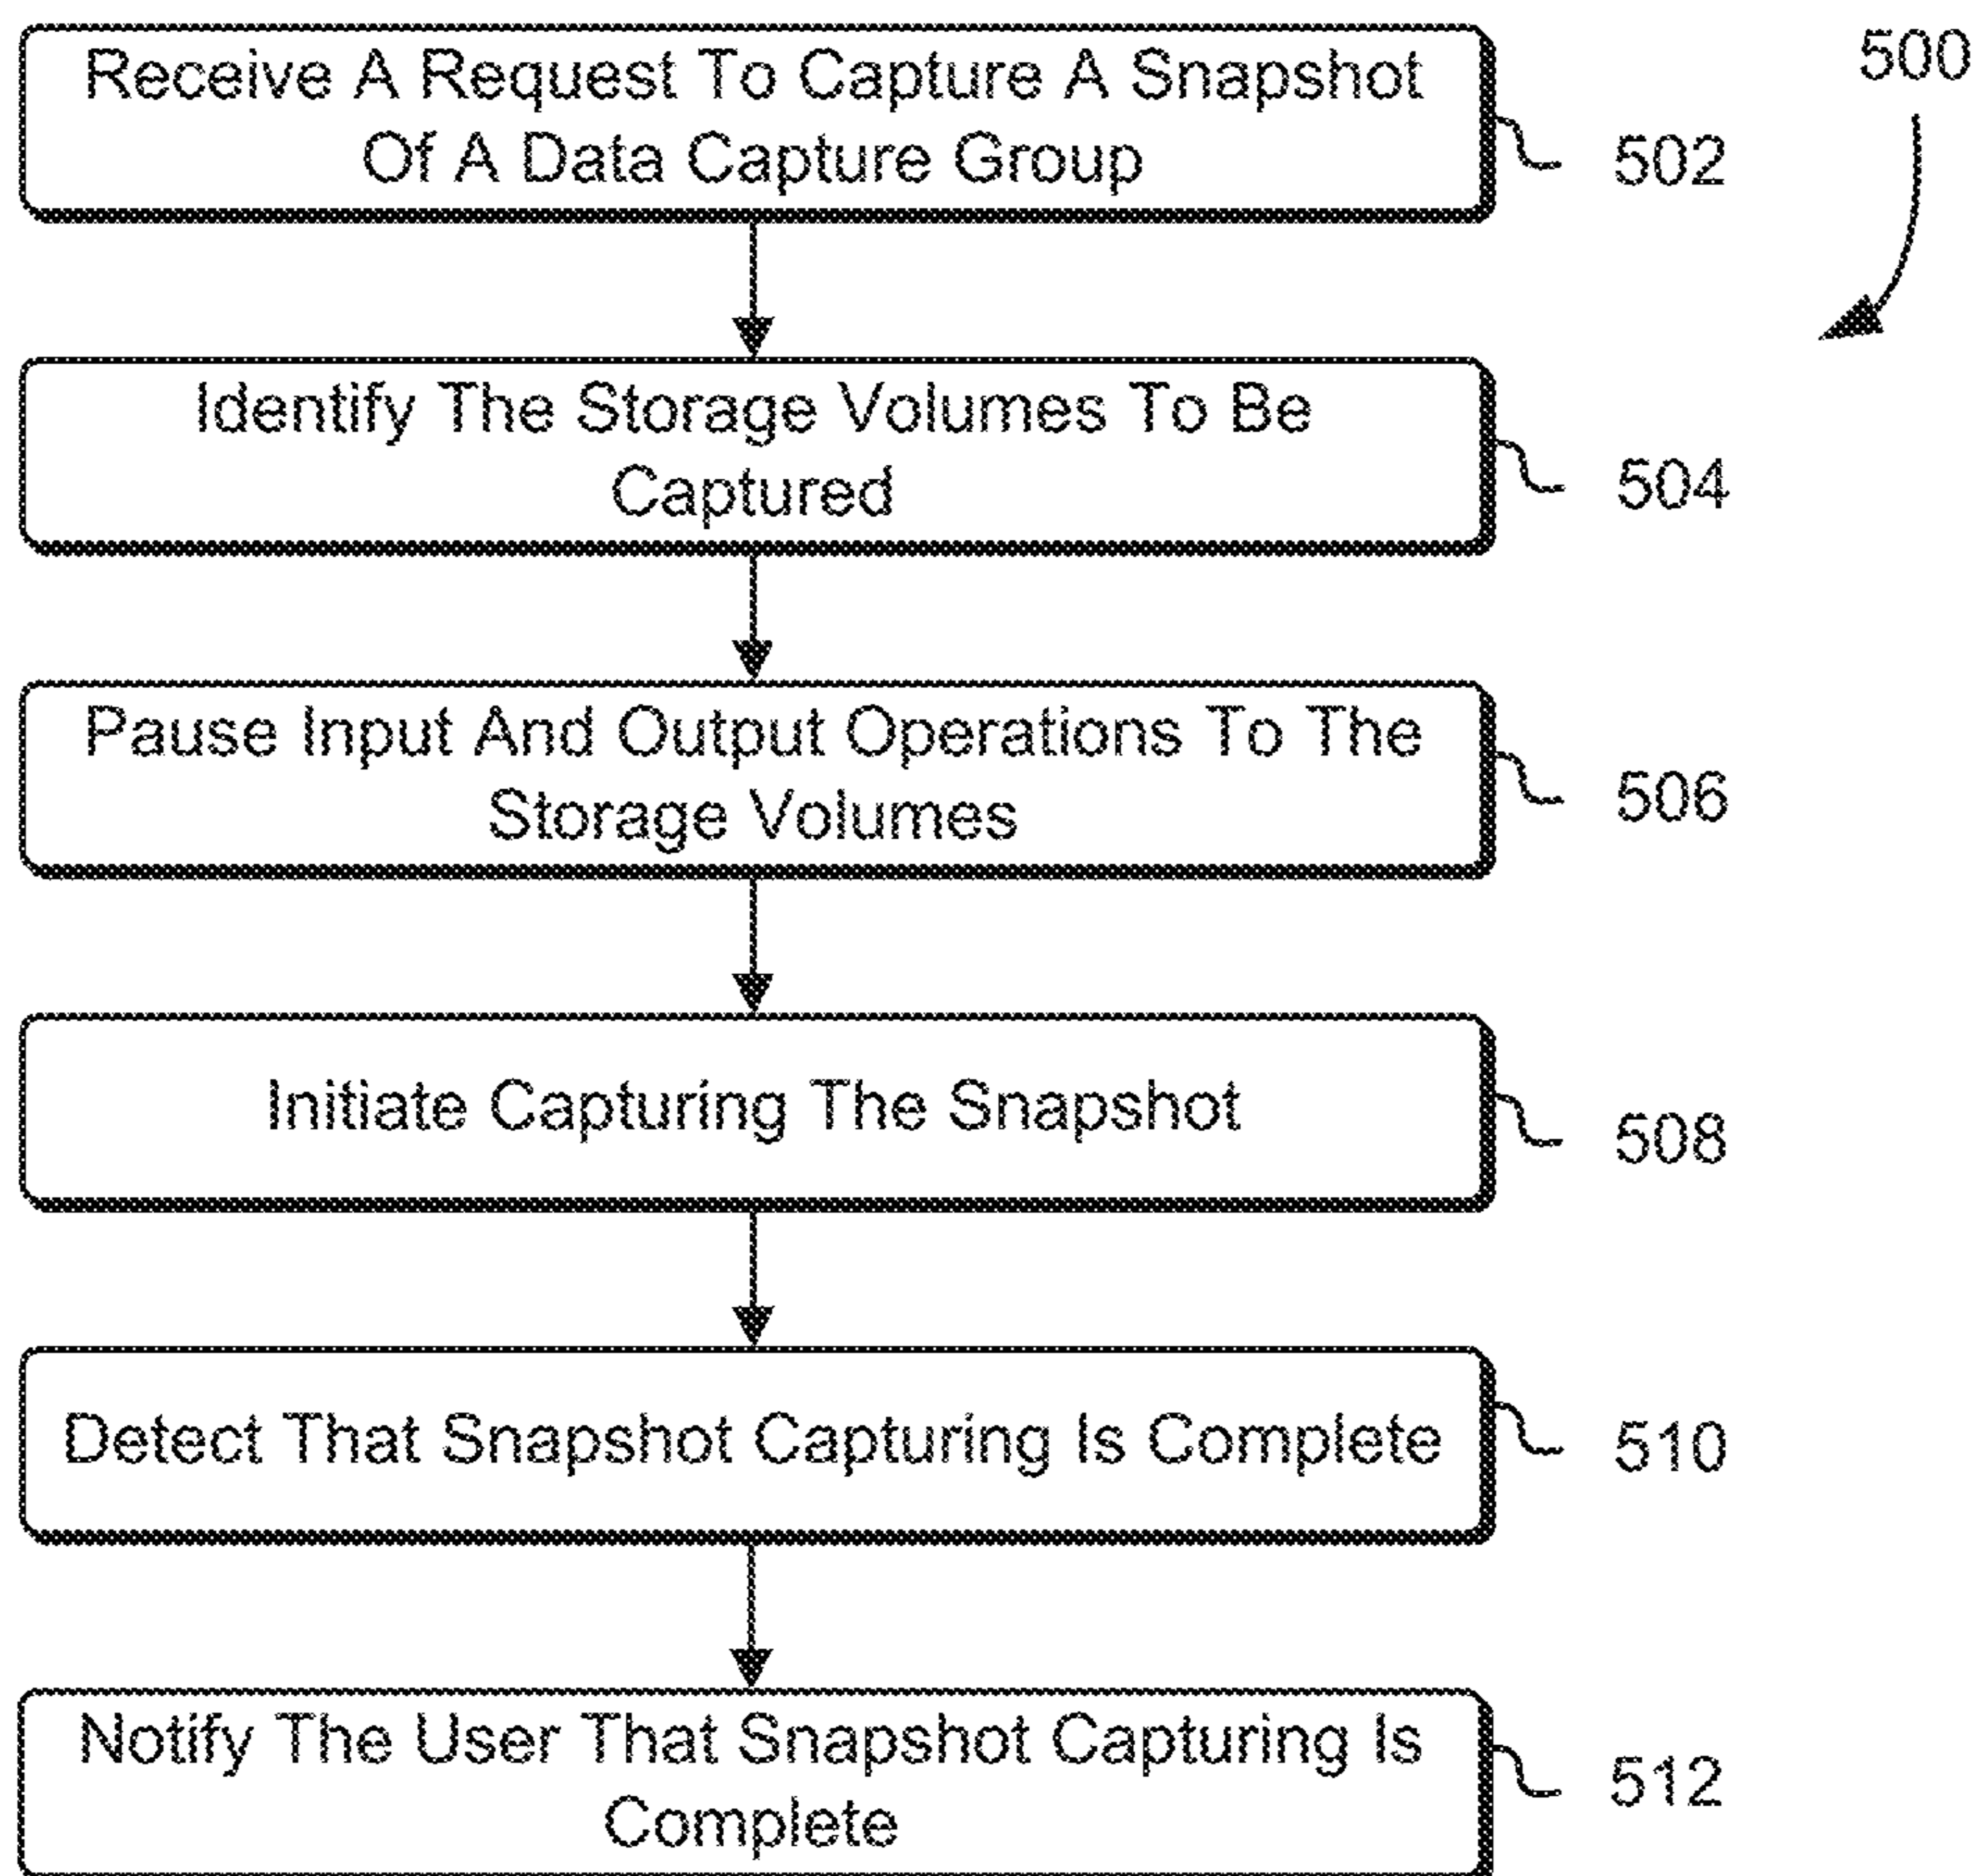 Receive A Request To Capture A Snapshot
Of A Data Capture Group
500
502
Identify The Storage Volumes To Be
Captured
504
Pause Input And Output Operations To The
Storage Volumes
506
Initiate Capturing The Snapshot
508
Detect That Snapshot Capturing Is Complete
510
Notify The User That Snapshot Capturing Is
Complete
512